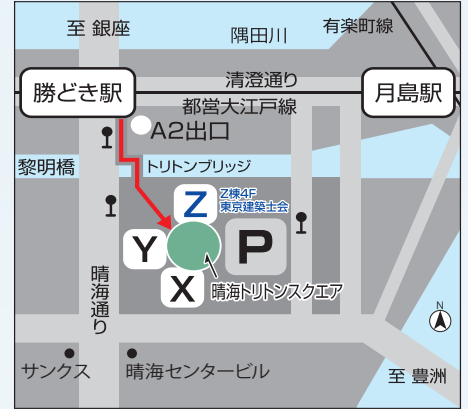 至 銀座
隅田川
有楽町線
清澄通り
勝どき駅
月島駅
都営大江戸線
A2出口
黎明橋
トリトンブリッジ
Z
Z棟4F
東京建築士会
Y
P
X
晴海トリトンスクエア
晴海通り
N
サンクス
晴海センタービル
至 豊洲